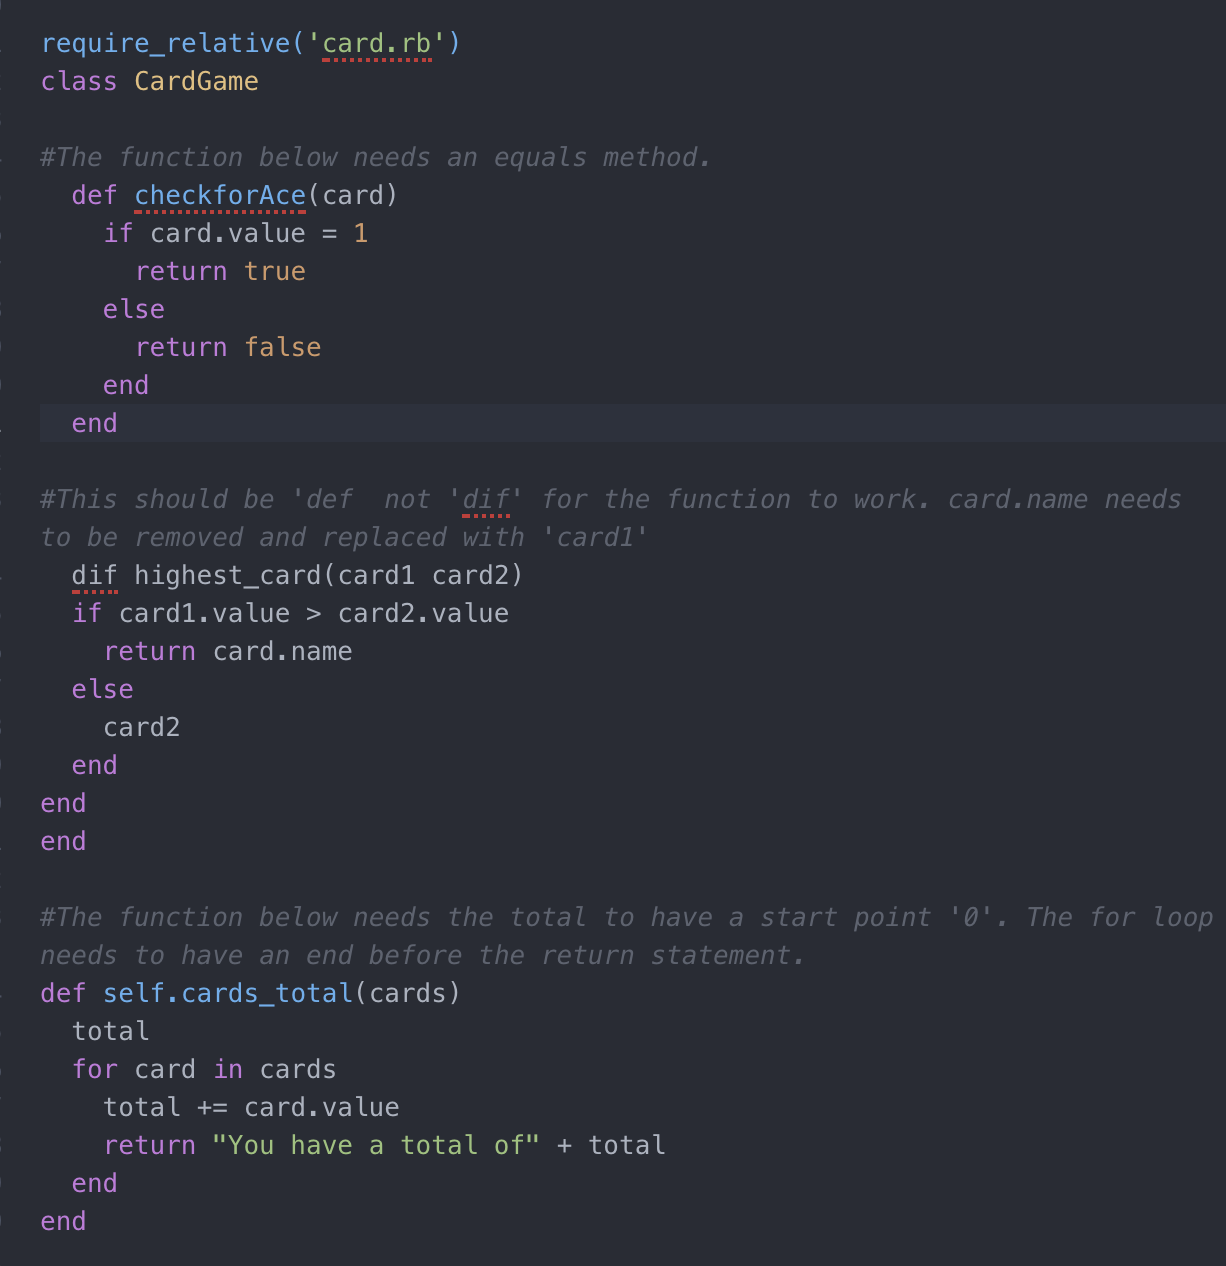 require_relative('card.rb')
class CardGame
#The function below needs an equals method.
  def checkforAce(card)
    if card.value = 1
      return true
    else
      return false
    end
  end
#This should be 'def  not 'dif' for the function to work. card.name needs
to be removed and replaced with 'card1'
  dif highest_card(card1 card2)
  if card1.value > card2.value
    return card.name
  else
    card2
  end
end
end
#The function below needs the total to have a start point '0'. The for loop
needs to have an end before the return statement.
def self.cards_total(cards)
  total
  for card in cards
    total += card.value
    return "You have a total of" + total
  end
end